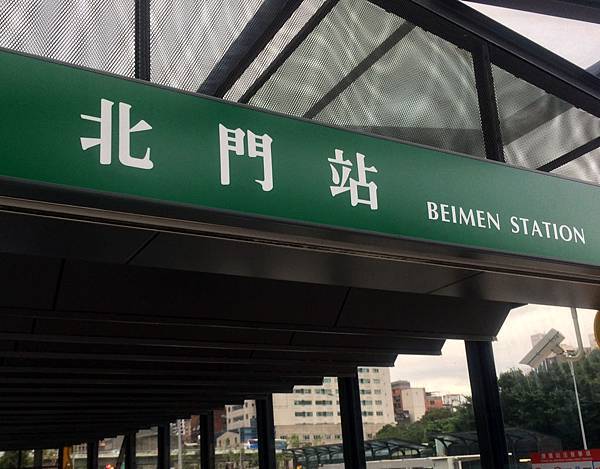 北門站 BEIMEN STATION